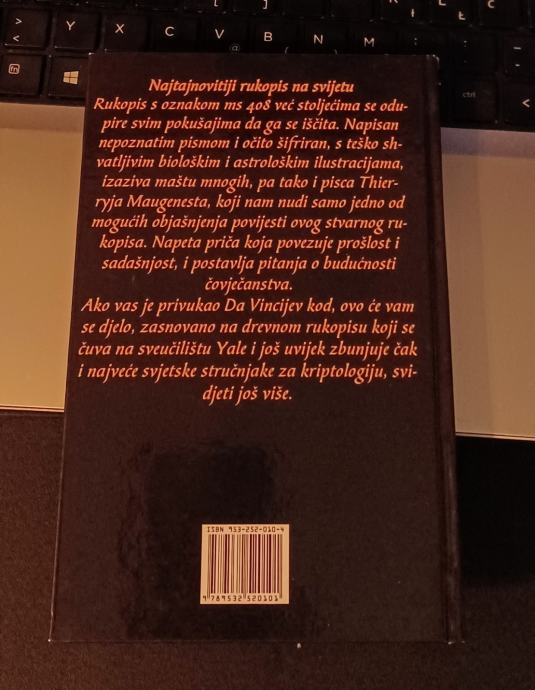 > Y X C V B N M ;
< @ { § } :
fn ctrl <
Najtajnovitiji rukopis na svijetu
Rukopis s oznakom ms 408 već stoljećima se odu-
pire svim pokušajima da ga se iščita. Napisan
nepoznatim pismom i očito šifriran, s teško sh-
vatljivim biološkim i astrološkim ilustracijama,
izaziva maštu mnogih, pa tako i pisca Thier-
ryja Maugenesta, koji nam nudi samo jedno od
mogućih objašnjenja povijesti ovog stvarnog ru-
kopisa. Napeta priča koja povezuje prošlost i
sadašnjost, i postavlja pitanja o budućnosti
čovječanstva.
Ako vas je privukao Da Vincijev kod, ovo će vam
se djelo, zasnovano na drevnom rukopisu koji se
čuva na sveučilištu Yale i još uvijek zbunjuje čak
i najveće svjetske stručnjake za kriptologiju, svi-
djeti još više.
ISBN 953-252-010-4
9 789532 520101